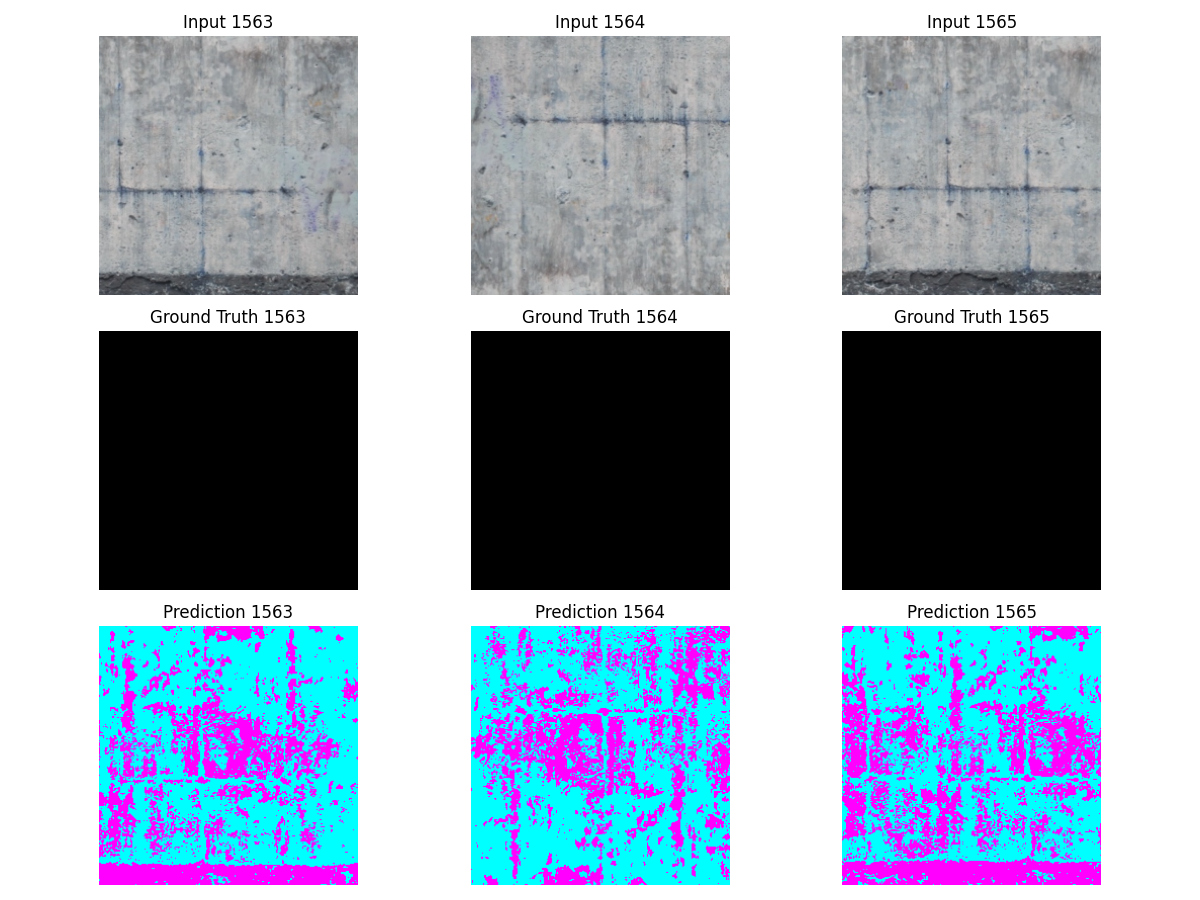 Input 1563
Input 1564
Input 1565
Ground Truth 1563
Ground Truth 1564
Ground Truth 1565
Prediction 1563
Prediction 1564
Prediction 1565